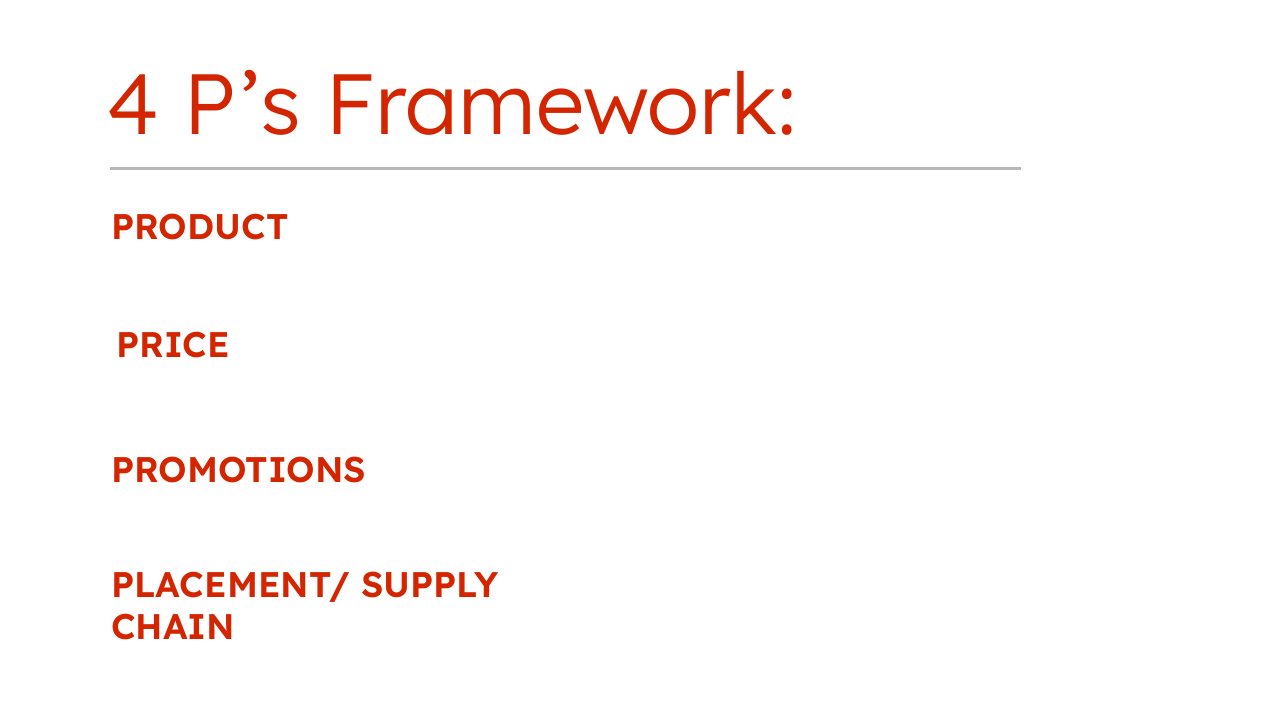 4 P’s Framework:
PRODUCT
PRICE
PROMOTIONS
PLACEMENT/ SUPPLY
CHAIN